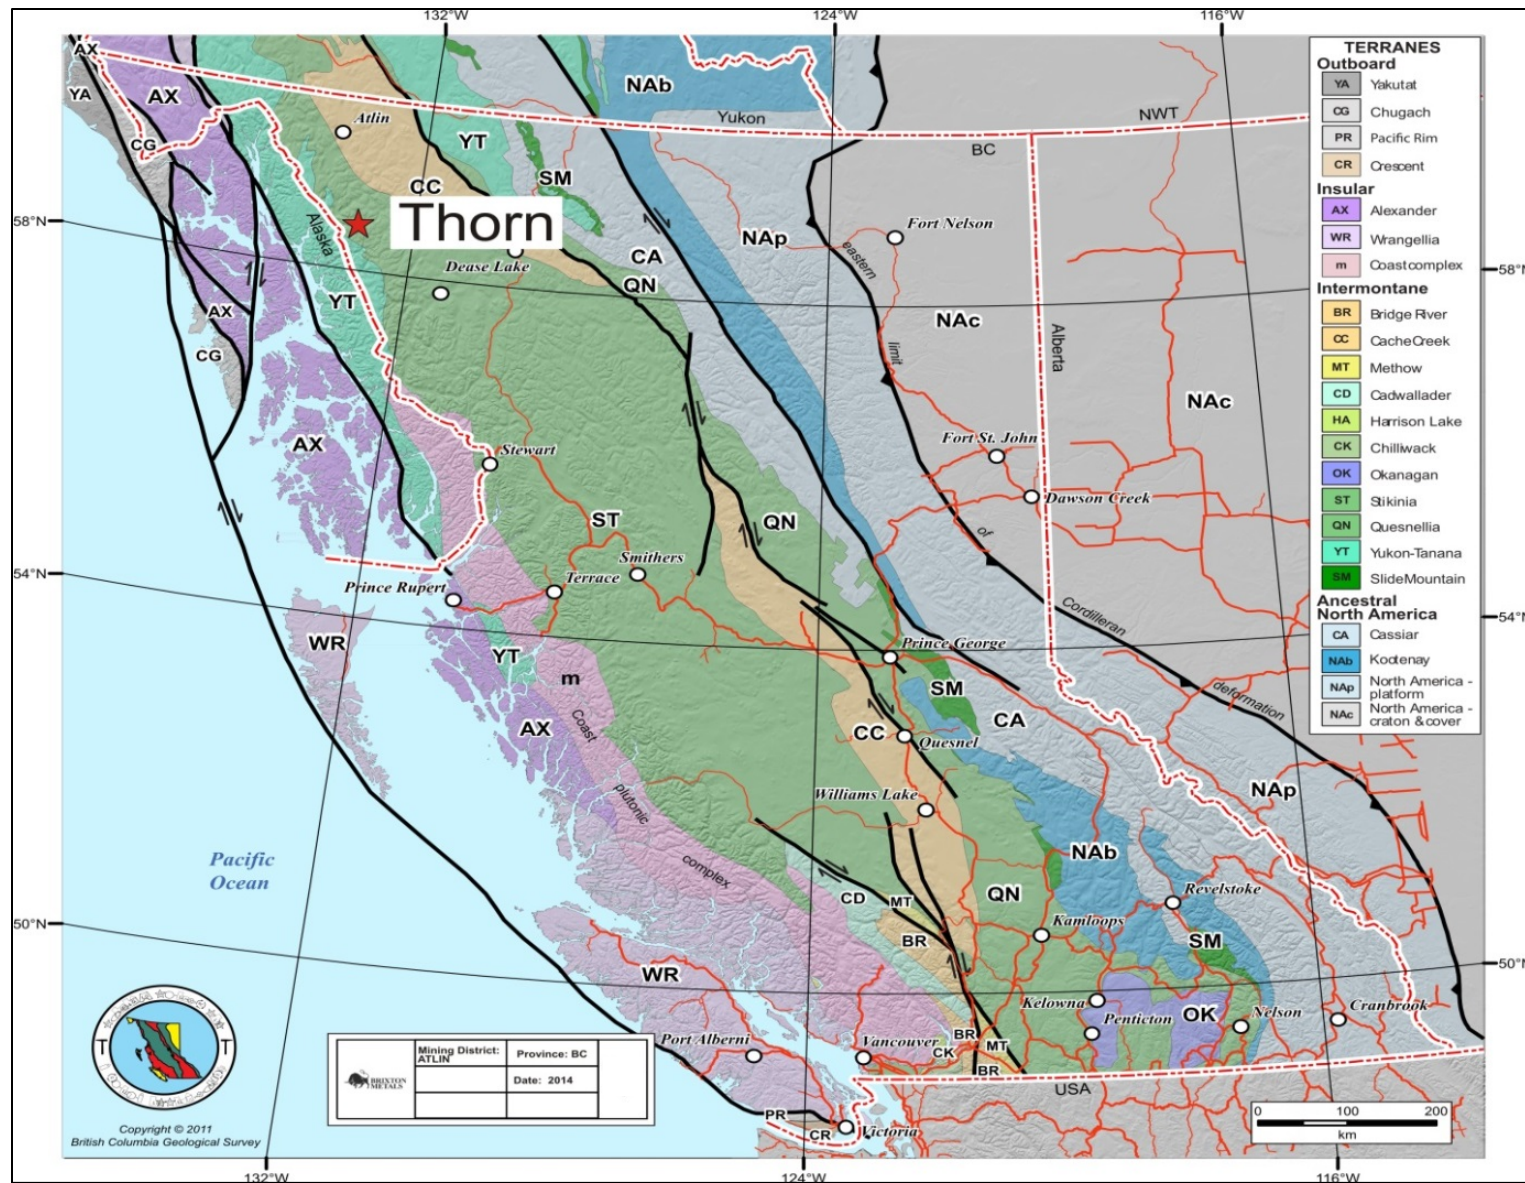 132°W
124°W
116°W
AX
YA
AX
CG
Atlin
YT
NAb
Yukon
NWT
BC
CC
SM
58°N
Thorn
Alaska
Dease Lake
CA
QN
NAp
Fort Nelson
eastern
58°N
YT
AX
CG
NAc
limit
Alberta
NAc
AX
Stewart
Fort St. John
Dawson Creek
ST
QN
of
Smithers
54°N
Terrace
Prince Rupert
Cordilleran
54°N
WR
YT
m
Prince George
SM
CA
deformation
AX
Coast
CC
Quesnel
NAp
plutonic
Williams Lake
Pacific
Ocean
complex
NAb
CD
MT
QN
Revelstoke
50°N
BR
Kamloops
SM
50°N
WR
Kelowna
Penticton
OK
Nelson
Cranbrook
Port Alberni
Vancouver
BR
CK
MT
BR
USA
PR
CR
Victoria
TERRANES
Outboard
YA Yakutat
CG Chugach
PR Pacific Rim
CR Crescent
Insular
AX Alexander
WR Wrangellia
m Coastcomplex
Intermontane
BR Bridge River
CC CacheCreek
MT Methow
CD Cadwallader
HA Harrison Lake
CK Chilliwack
OK Okanagan
ST Stikinia
QN Quesnellia
YT Yukon-Tanana
SM SlideMountain
Ancestral
North America
CA Cassiar
NAb Kootenay
NAp North America -
platform
NAc North America -
craton &cover
BRIXTON
METALS
Mining District:
ATLIN
Province: BC
Date: 2014
0 100 200
km
Copyright © 2011
British Columbia Geological Survey
132°W
124°W
116°W